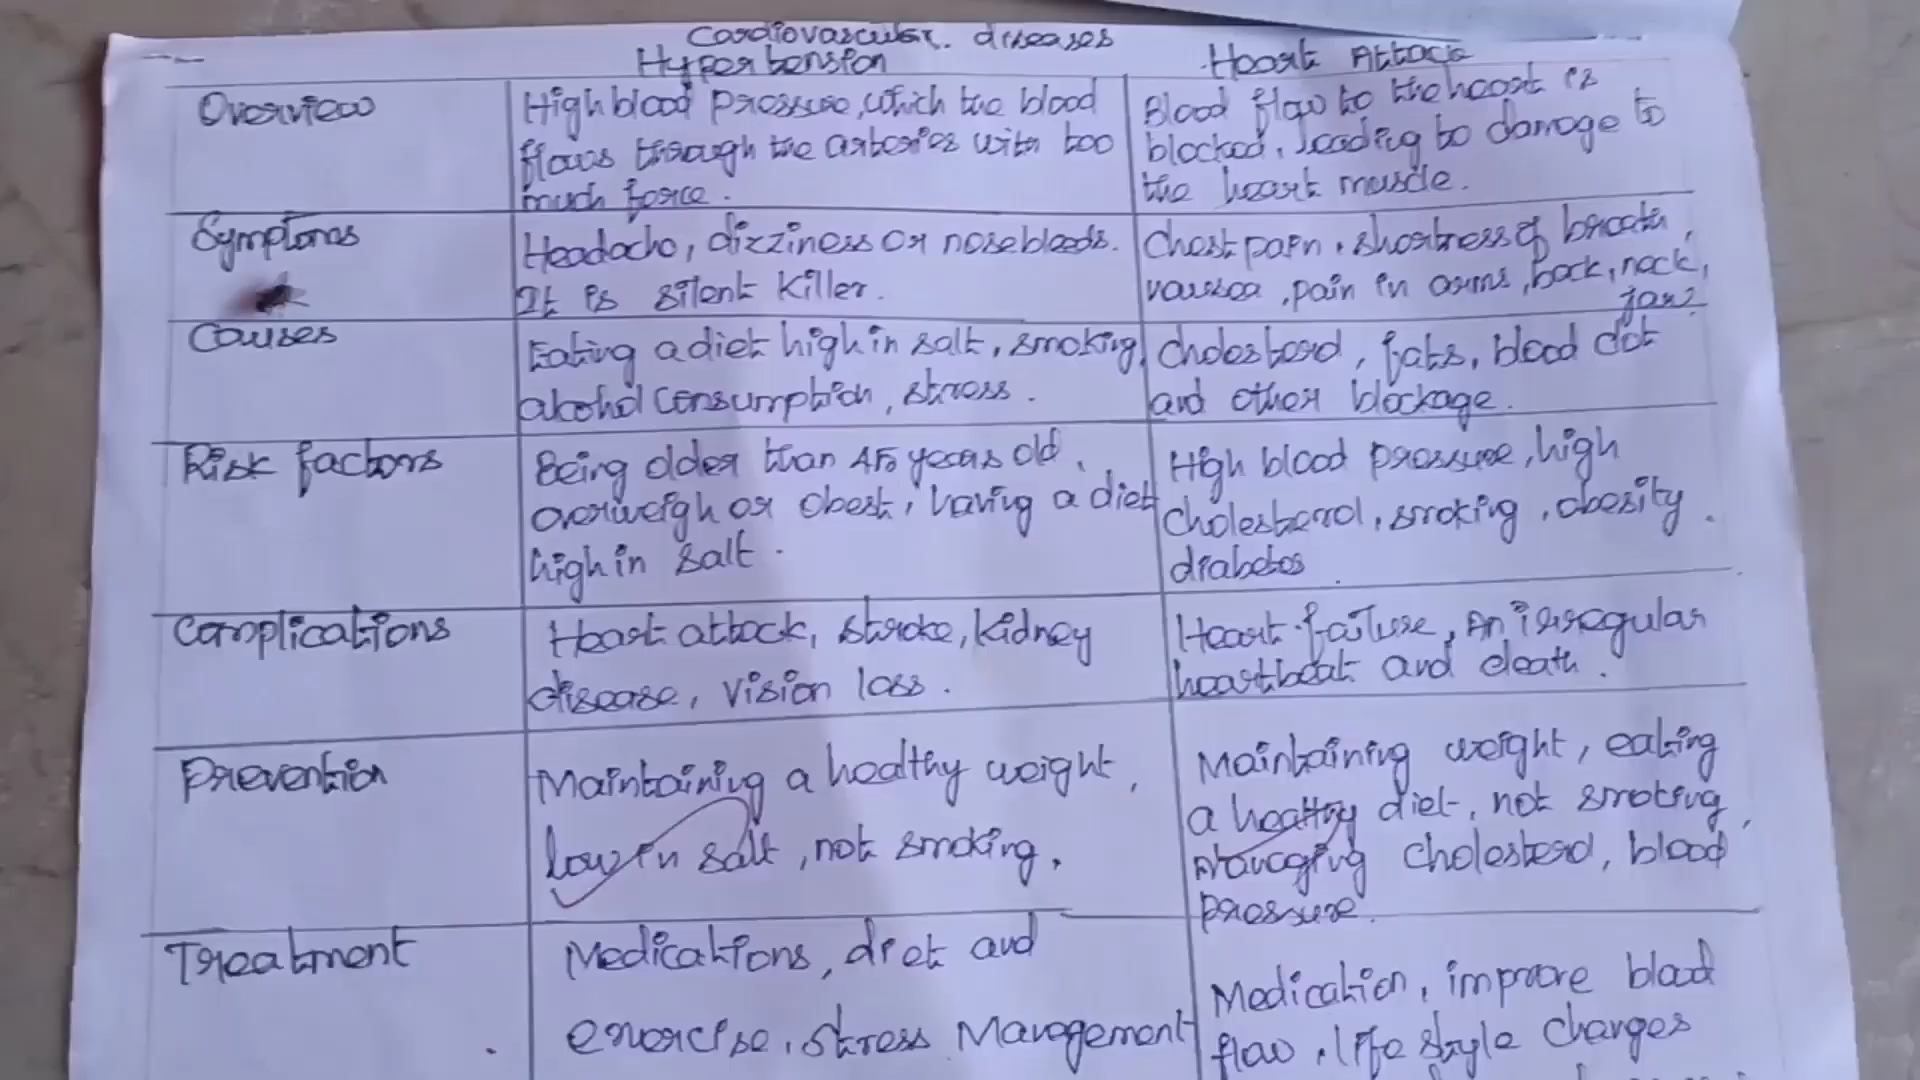 Cardiovascular. diseases
Hypertension
Heart Attack
Overview
High blood pressure, which the blood
flows through the arteries with too
much force.
Blood flow to the heart is
blocked, leading to damage to
the heart muscle.
Symptoms
Headache, dizziness or nosebleeds.
It is silent killer.
Chest pain, shortness of breath,
nausea, pain in arms, back, neck,
jaw?
Causes
Eating a diet high in salt, smoking,
alcohol consumption, stress.
cholesterol, fats, blood clot
and other blockage.
Risk factors
Being older than 45 years old,
overweigh or obest, having a diet
high in salt.
High blood pressure, high
cholesterol, smoking, obesity.
diabetes.
Complications
Heart attack, stroke, kidney
disease, vision loss.
Heart failure, An irregular
heartbeat and death.
Prevention
Maintaining a healthy weight,
low in salt, not smoking.
Maintaining weight, eating
a healthy diet, not smoking,
managing cholesterol, blood
pressure.
Treatment
Medications, diet and
exercise, stress Management
Medication, improve blood
flow, life style changes